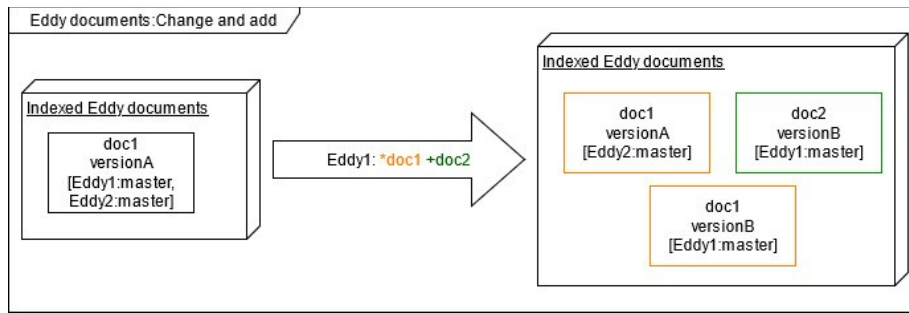 Eddy documents:Change and add
Indexed Eddy documents
doc1
versionA
[Eddy1:master,
Eddy2:master]
Eddy1: *doc1 +doc2
Indexed Eddy documents
doc1
versionA
[Eddy2:master]
doc2
versionB
[Eddy1:master]
doc1
versionB
[Eddy1:master]